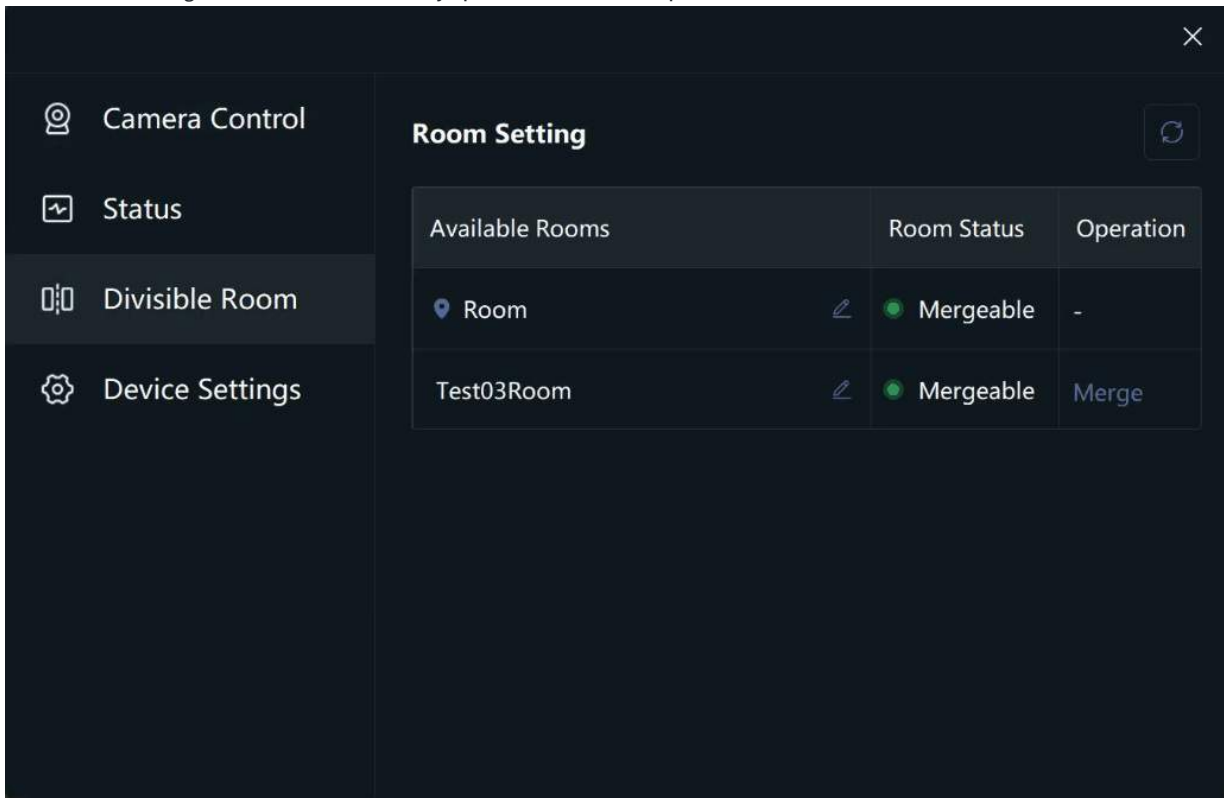 Camera Control
Status
Divisible Room
Device Settings
Room Setting
Available Rooms Room Status Operation
Room Mergeable -
Test03Room Mergeable Merge